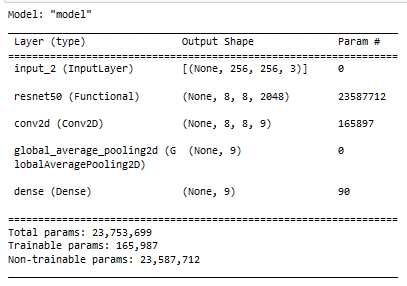 Model: "model"
Layer (type) Output Shape Param #
input_2 (InputLayer) [(None, 256, 256, 3)] 0
resnet50 (Functional) (None, 8, 8, 2048) 23587712
conv2d (Conv2D) (None, 8, 8, 9) 165897
global_average_pooling2d (G (None, 9) 0
lobalAveragePooling2D)
dense (Dense) (None, 9) 90
Total params: 23,753,699
Trainable params: 165,987
Non-trainable params: 23,587,712